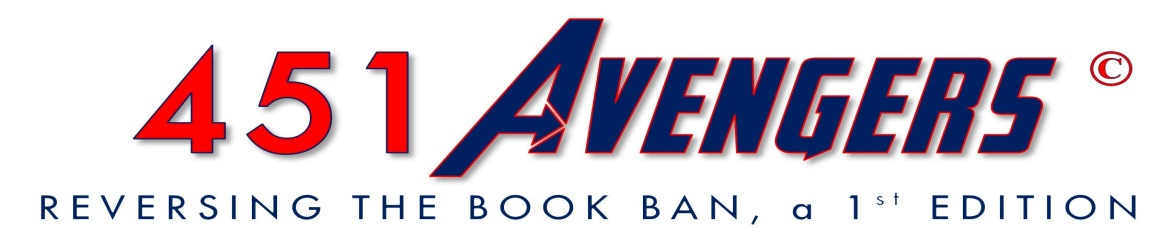 451 AVENGERS ©
REVERSING THE BOOK BAN, a 1st EDITION